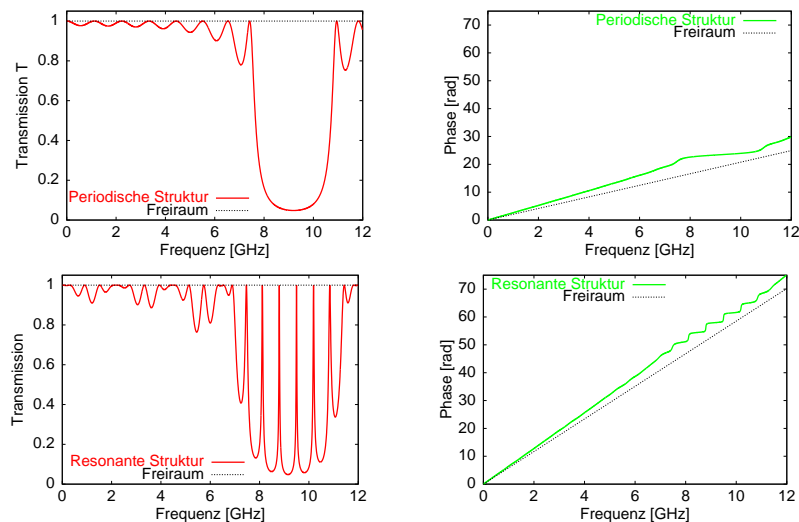 1
0.8
0.6
0.4
0.2
0
0 2 4 6 8 10 12
Transmission T
Frequenz [GHz]
Periodische Struktur
Freiraum
70
60
50
40
30
20
10
0
0 2 4 6 8 10 12
Phase [rad]
Frequenz [GHz]
Periodische Struktur
Freiraum
1
0.8
0.6
0.4
0.2
0
0 2 4 6 8 10 12
Transmission
Frequenz [GHz]
Resonante Struktur
Freiraum
70
60
50
40
30
20
10
0
0 2 4 6 8 10 12
Phase [rad]
Frequenz [GHz]
Resonante Struktur
Freiraum